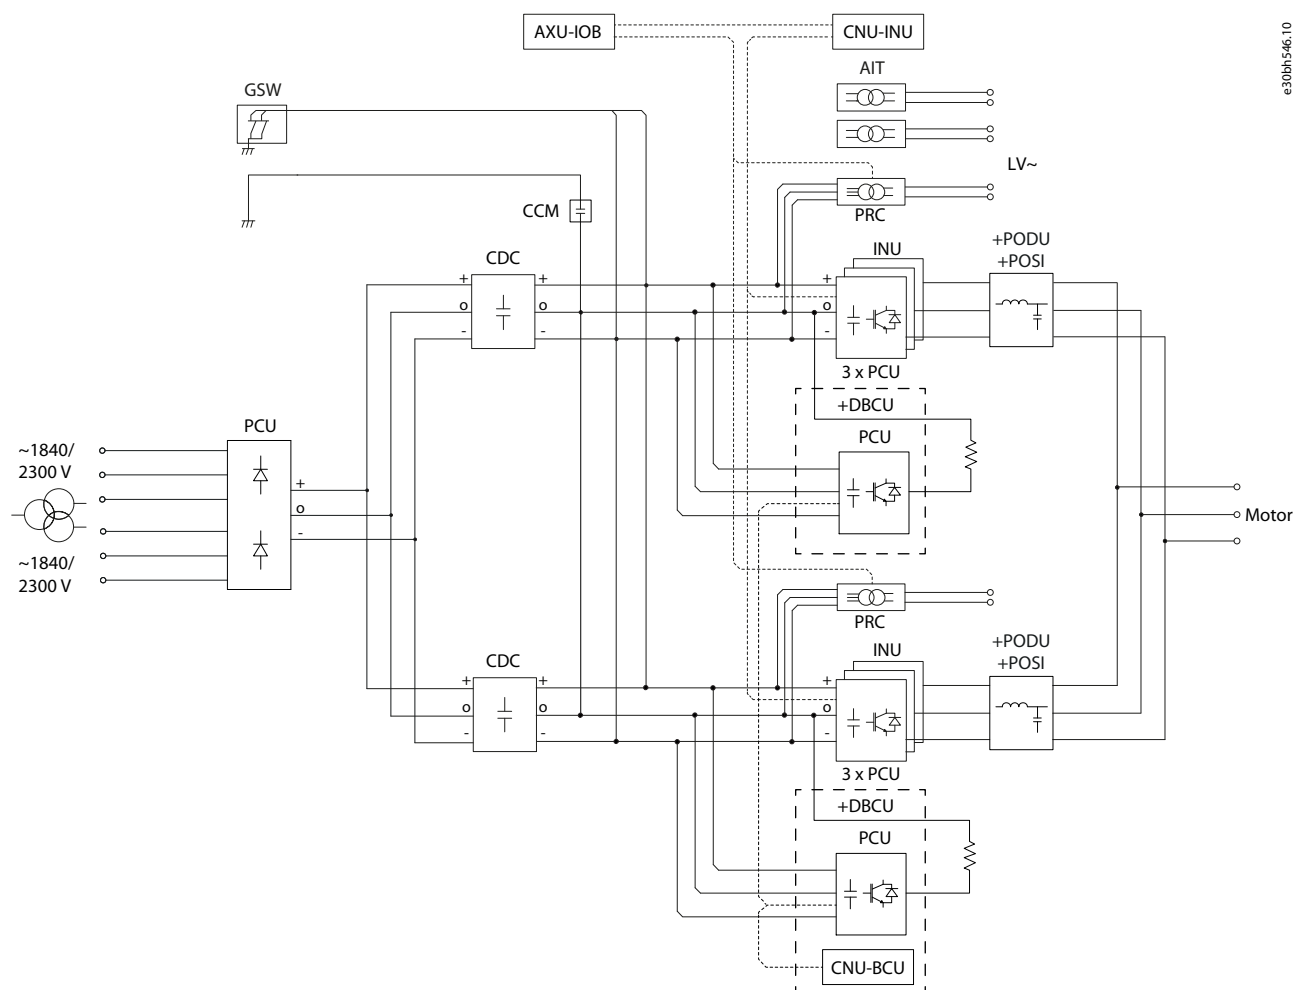 AXU-IOB
CNU-INU
e30bh546.10
AIT
GSW
LV~
PRC
CCM
+PODU
+POSI
INU
CDC
+
+
+
o
o
o
-
-
-
3 x PCU
+DBCU
PCU
PCU
~1840/
2300 V
+
o
-
Motor
~1840/
2300 V
PRC
+PODU
+POSI
INU
CDC
+
+
+
o
o
o
-
-
-
3 x PCU
+DBCU
PCU
CNU-BCU